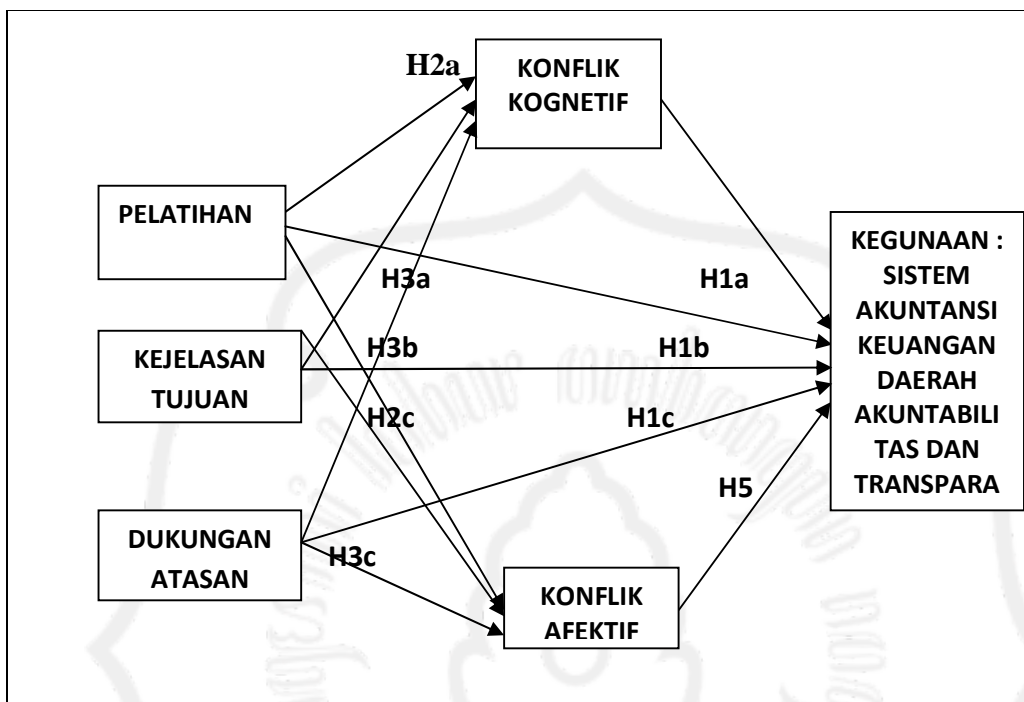 H2a
KONFLIK
KOGNETIF
PELATIHAN
KEGUNAAN :
SISTEM
AKUNTANSI
KEUANGAN
DAERAH
AKUNTABILI
TAS DAN
TRANSPARA
H3a
H1a
KEJELASAN
TUJUAN
H3b
H1b
H2c
H1c
H5
DUKUNGAN
ATASAN
H3c
KONFLIK
AFEKTIF